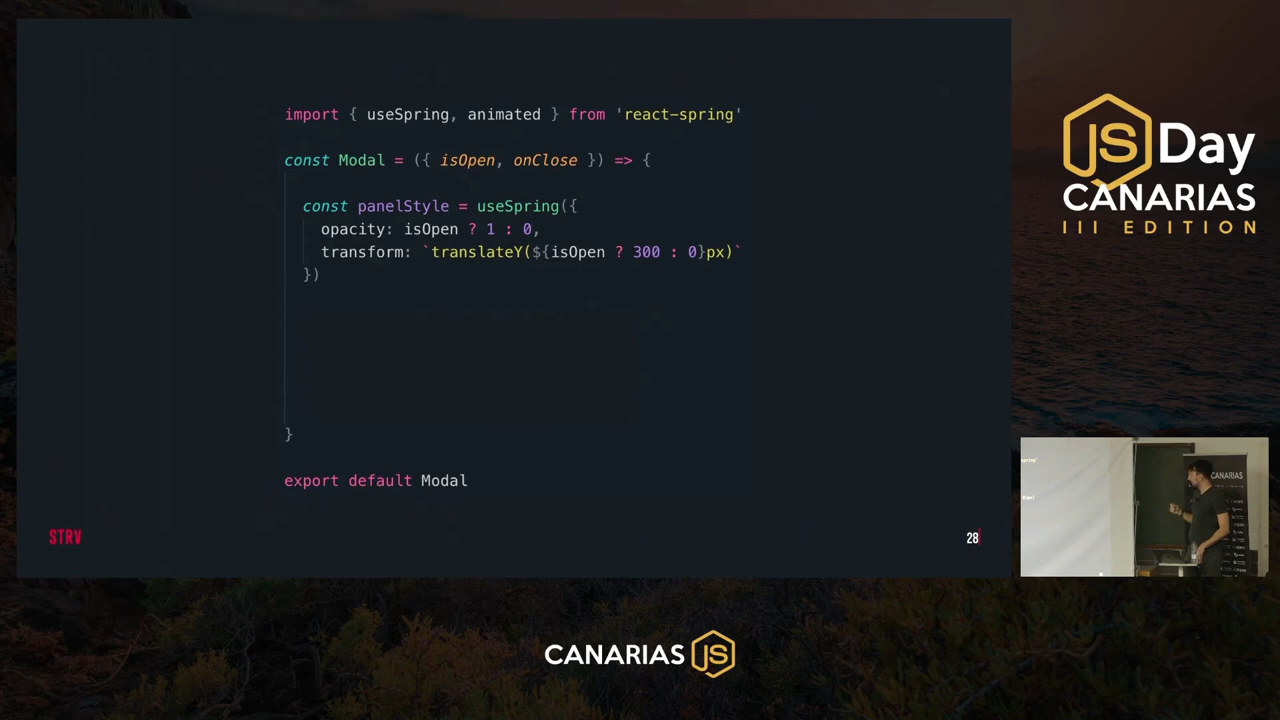 import { useSpring, animated } from 'react-spring'
const Modal = ({ isOpen, onClose }) => {
const panelStyle = useSpring({
opacity: isOpen ? 1 : 0,
transform: `translateY(${isOpen ? 300 : 0}px)`
})
}
export default Modal
STRV
28
JS Day
CANARIAS
III EDITION
CANARIAS
CANARIAS JS